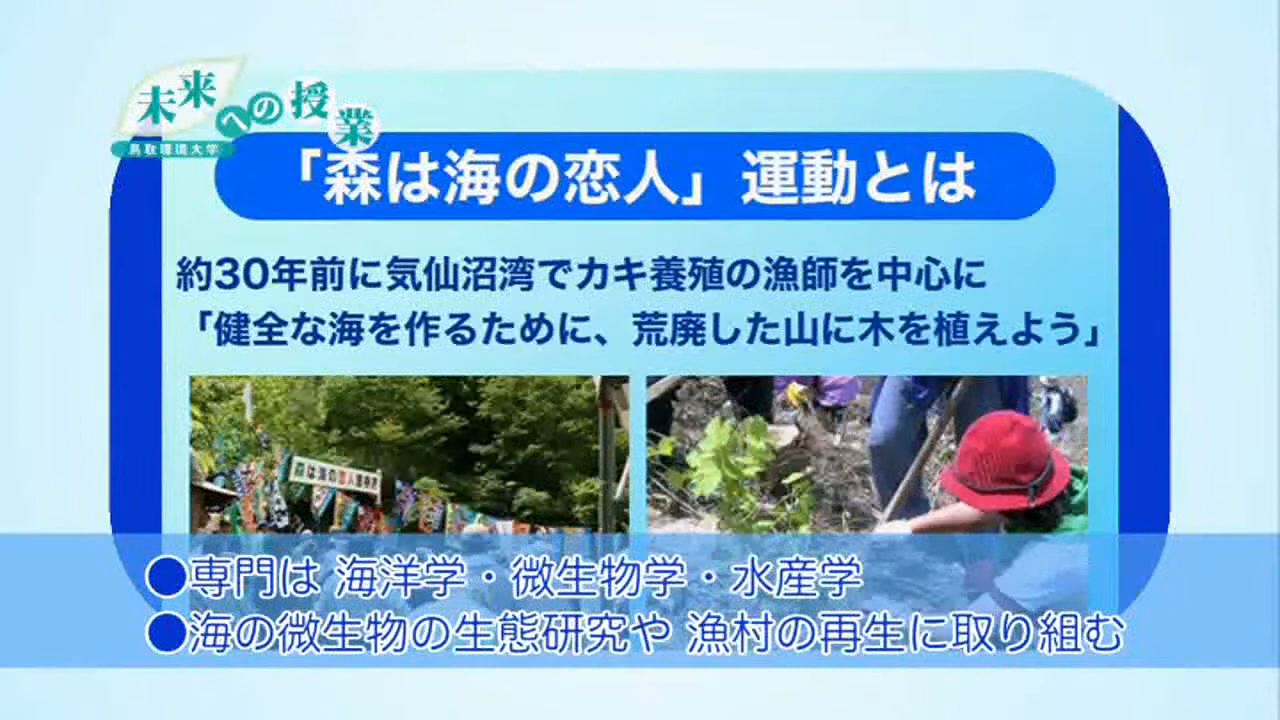 未来への授業
鳥取環境大学
「森は海の恋人」運動とは
約30年前に気仙沼湾でカキ養殖の漁師を中心に
「健全な海を作るために、荒廃した山に木を植えよう」
森は海の恋人植樹祭
●専門は 海洋学・微生物学・水産学
●海の微生物の生態研究や 漁村の再生に取り組む